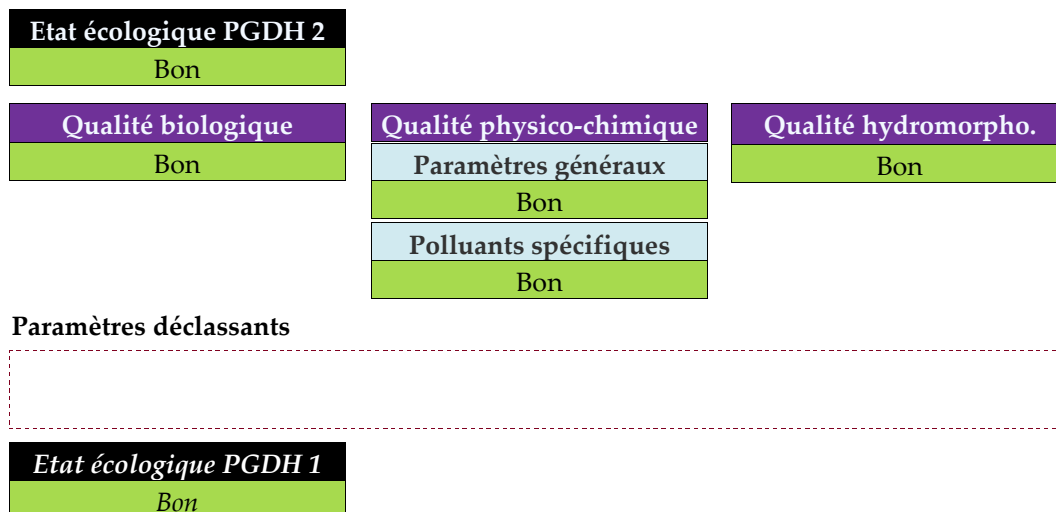 Etat écologique PGDH 2
Bon
Qualité biologique
Bon
Qualité physico-chimique
Paramètres généraux
Bon
Polluants spécifiques
Bon
Qualité hydromorpho.
Bon
Paramètres déclassants
Etat écologique PGDH 1
Bon